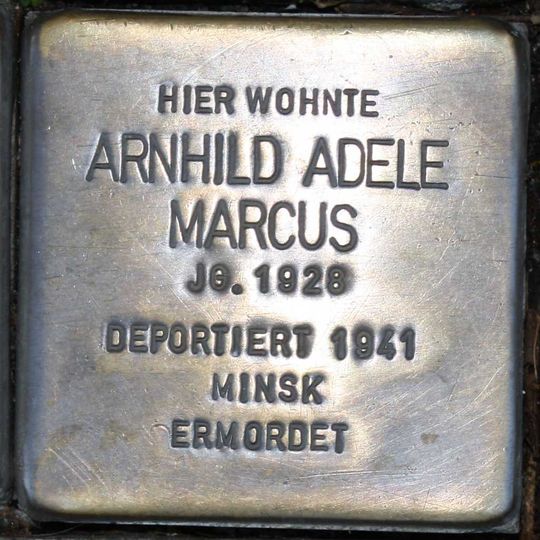 HIER WOHNTE
ARNHILD ADELE
MARCUS
JG. 1928
DEPORTIERT 1941
MINSK
ERMORDET